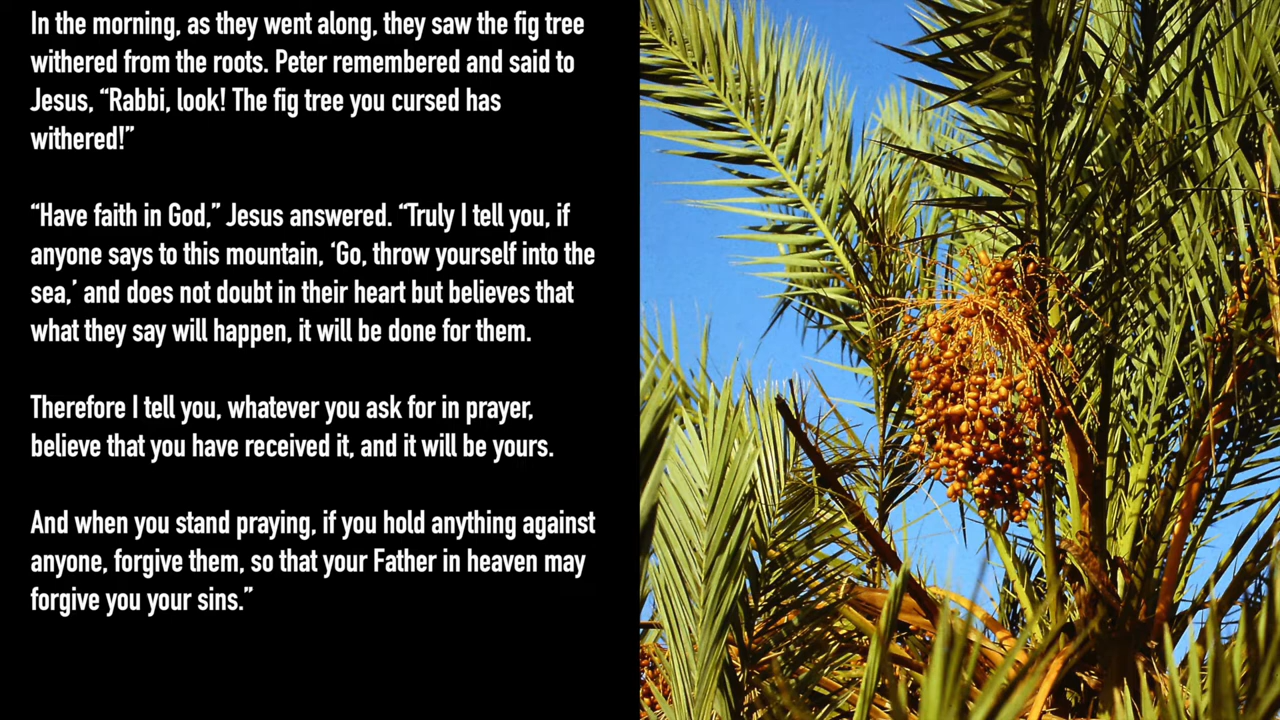 In the morning, as they went along, they saw the fig tree
withered from the roots. Peter remembered and said to
Jesus, “Rabbi, look! The fig tree you cursed has
withered!”
“Have faith in God,” Jesus answered. “Truly I tell you, if
anyone says to this mountain, ‘Go, throw yourself into the
sea,’ and does not doubt in their heart but believes that
what they say will happen, it will be done for them.
Therefore I tell you, whatever you ask for in prayer,
believe that you have received it, and it will be yours.
And when you stand praying, if you hold anything against
anyone, forgive them, so that your Father in heaven may
forgive you your sins.”